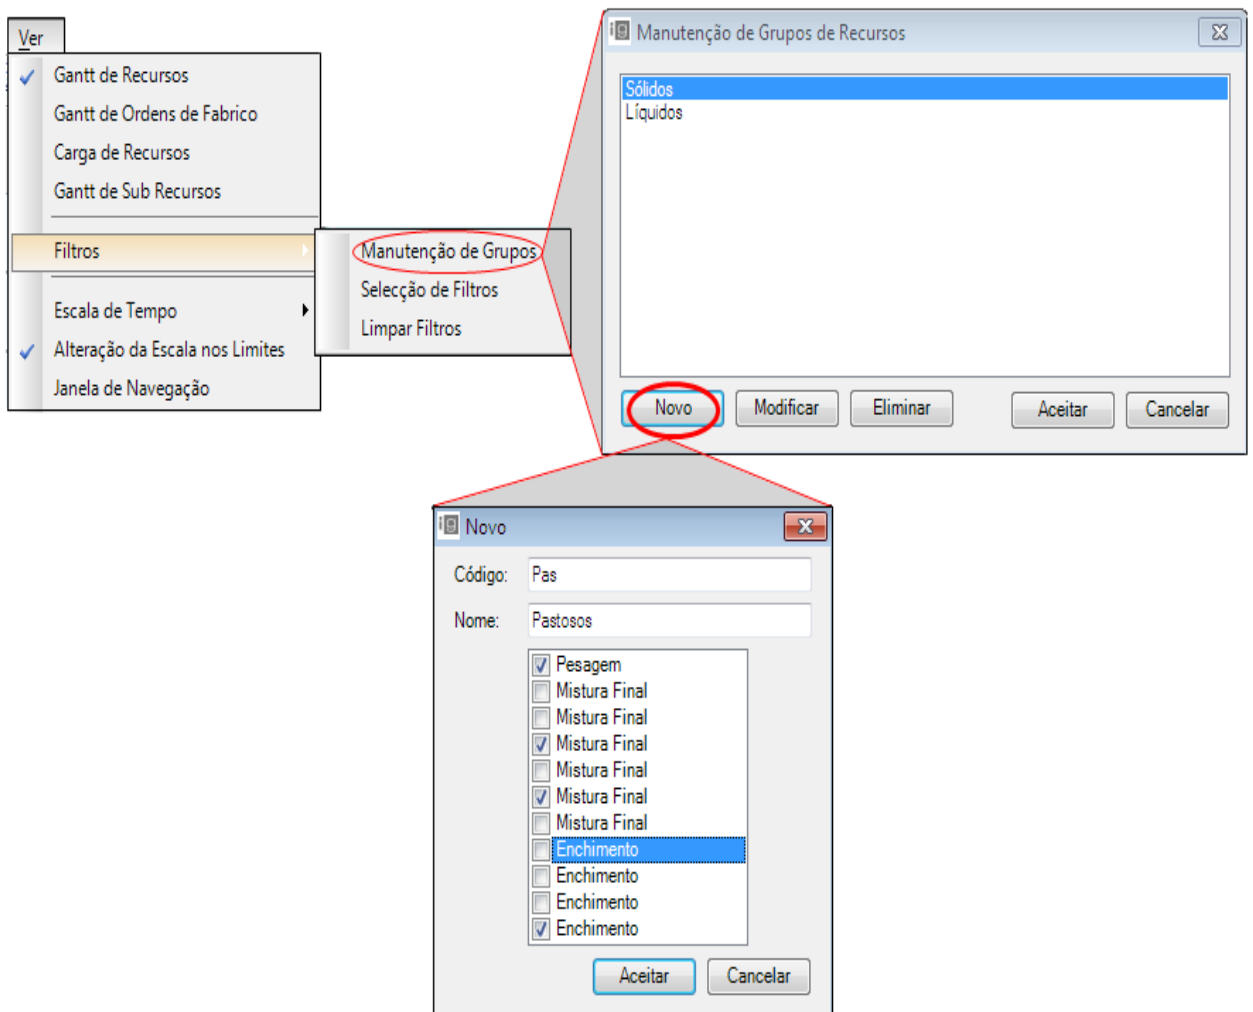 Ver
Gantt de Recursos
Gantt de Ordens de Fabrico
Carga de Recursos
Gantt de Sub Recursos
Filtros
Escala de Tempo
Alteração da Escala nos Limites
Janela de Navegação
Manutenção de Grupos
Selecção de Filtros
Limpar Filtros
ig Manutenção de Grupos de Recursos
Sólidos
Líquidos
Novo Modificar Eliminar Aceitar Cancelar
ig Novo
Código: Pas
Nome: Pastosos
Pesagem
Mistura Final
Mistura Final
Mistura Final
Mistura Final
Mistura Final
Mistura Final
Enchimento
Enchimento
Enchimento
Enchimento
Aceitar Cancelar